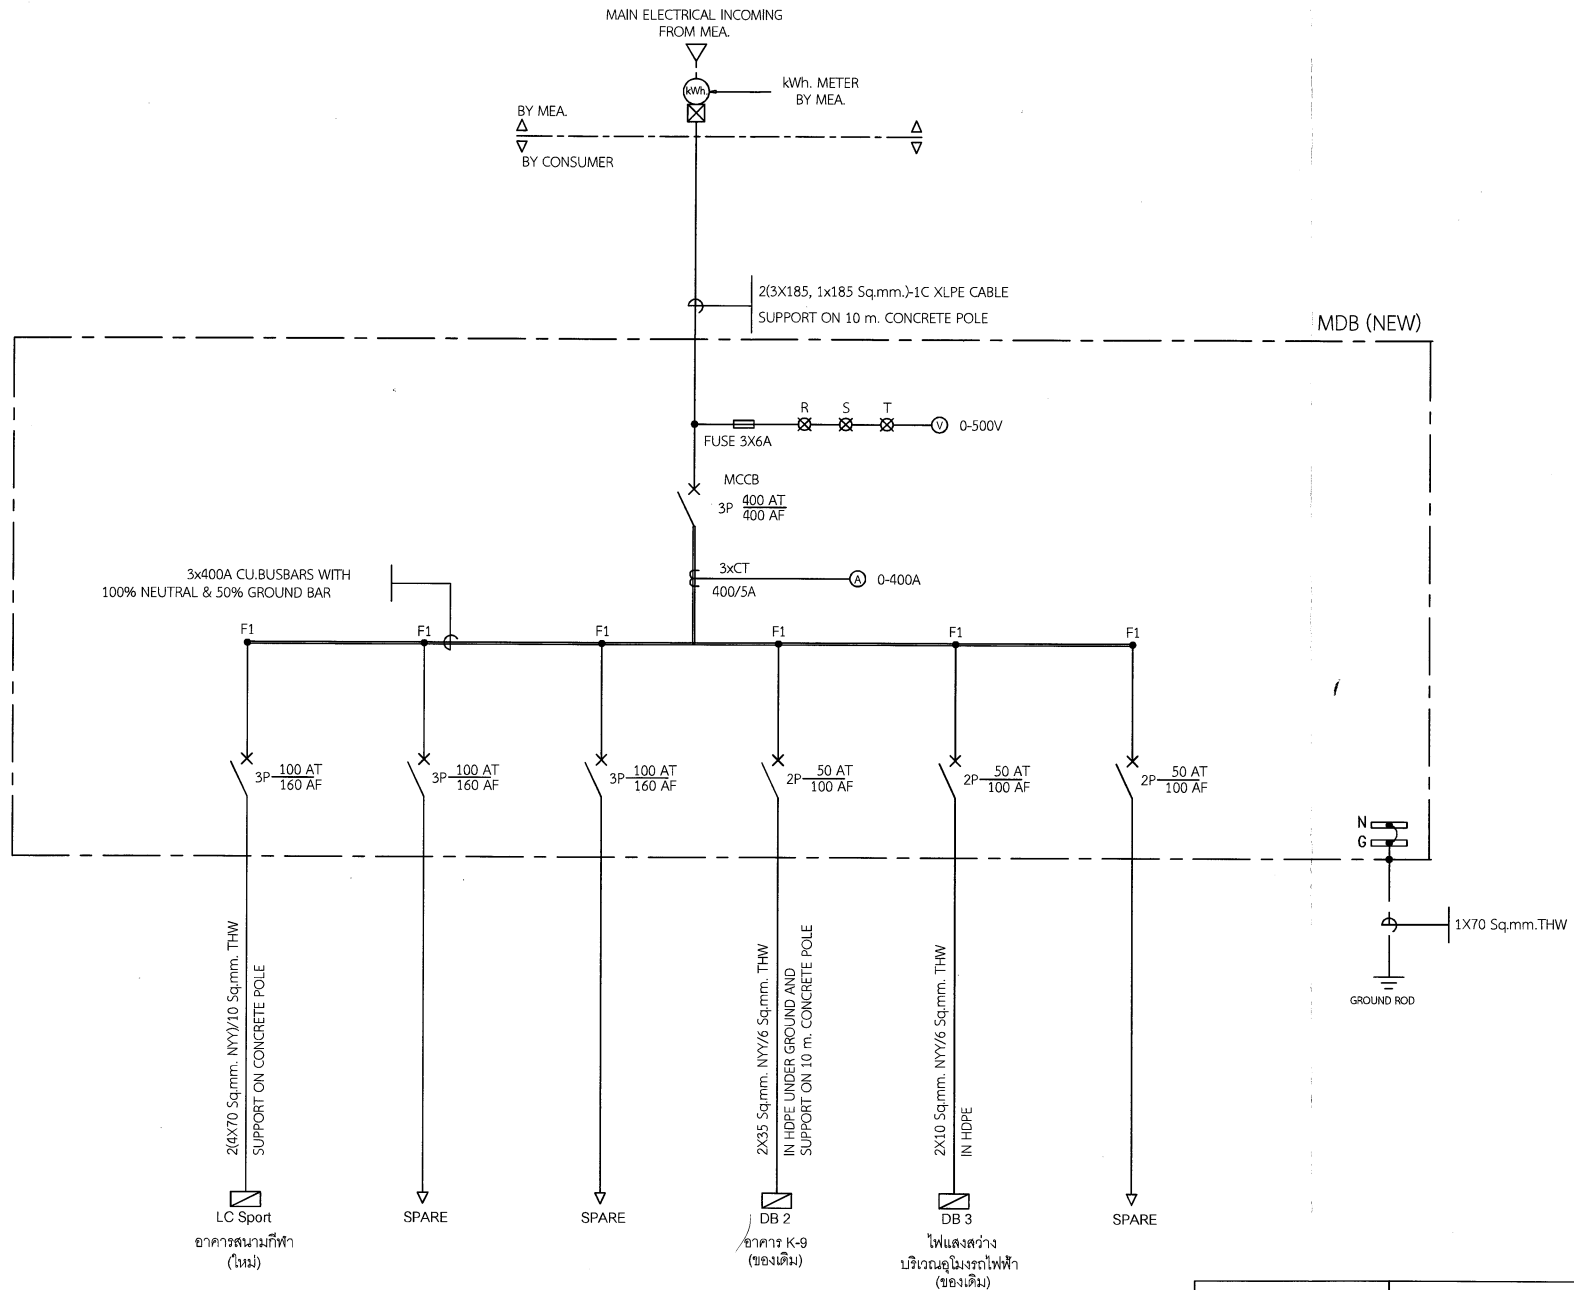 MAIN ELECTRICAL INCOMING
FROM MEA.
kWh.
kWh. METER
BY MEA.
BY MEA.
BY CONSUMER
2(3X185, 1x185 Sq.mm.)-1C XLPE CABLE
SUPPORT ON 10 m. CONCRETE POLE
MDB (NEW)
R S T
V 0-500V
FUSE 3X6A
MCCB
3P 400 AT
400 AF
3x400A CU.BUSBARS WITH
100% NEUTRAL & 50% GROUND BAR
3xCT
400/5A
A 0-400A
F1 F1 F1 F1 F1 F1
3P 100 AT
160 AF
3P 100 AT
160 AF
3P 100 AT
160 AF
2P 50 AT
100 AF
2P 50 AT
100 AF
2P 50 AT
100 AF
N
G
1X70 Sq.mm.THW
GROUND ROD
2(4X70 Sq.mm. NYY)/10 Sq.mm. THW
SUPPORT ON CONCRETE POLE
2X35 Sq.mm. NYY/6 Sq.mm. THW
IN HDPE UNDER GROUND AND
SUPPORT ON 10 m. CONCRETE POLE
2X10 Sq.mm. NYY/6 Sq.mm. THW
IN HDPE
LC Sport
อาคารสนามกีฬา
(ใหม่)
SPARE
SPARE
DB 2
อาคาร K-9
(ของเดิม)
DB 3
ไฟแสงสว่าง
บริเวณอุโมงรถไฟฟ้า
(ของเดิม)
SPARE